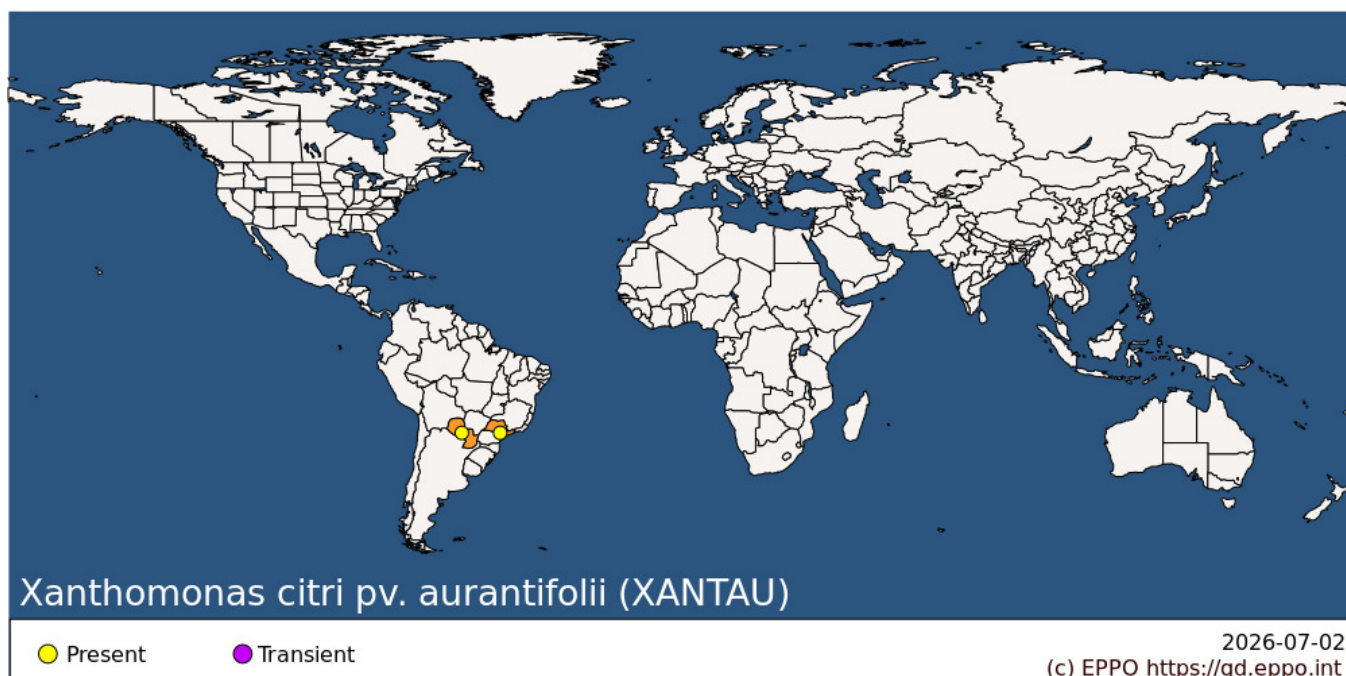 Xanthomonas citri pv. aurantifolii (XANTAU)
Present
Transient
2026-07-02
(c) EPPO https://gd.eppo.int